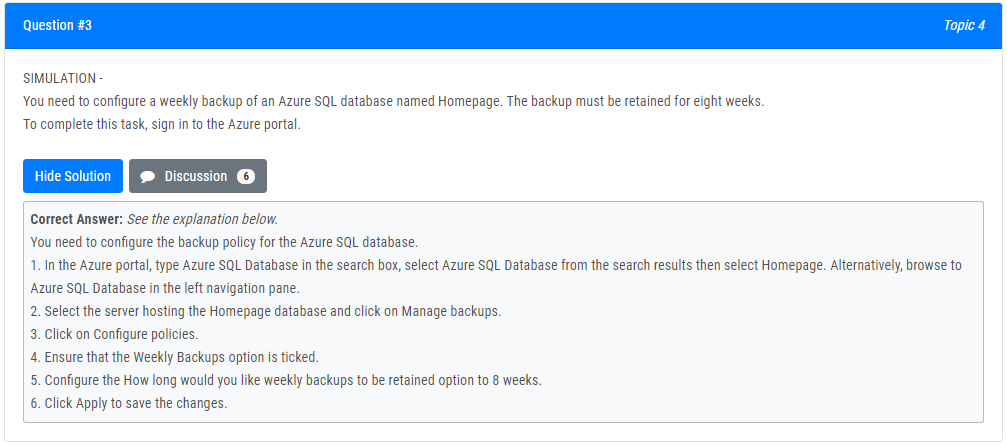 Question #3
Topic 4
SIMULATION -
You need to configure a weekly backup of an Azure SQL database named Homepage. The backup must be retained for eight weeks.
To complete this task, sign in to the Azure portal.
Hide Solution
Discussion 6
Correct Answer: See the explanation below.
You need to configure the backup policy for the Azure SQL database.
1. In the Azure portal, type Azure SQL Database in the search box, select Azure SQL Database from the search results then select Homepage. Alternatively, browse to
Azure SQL Database in the left navigation pane.
2. Select the server hosting the Homepage database and click on Manage backups.
3. Click on Configure policies.
4. Ensure that the Weekly Backups option is ticked.
5. Configure the How long would you like weekly backups to be retained option to 8 weeks.
6. Click Apply to save the changes.